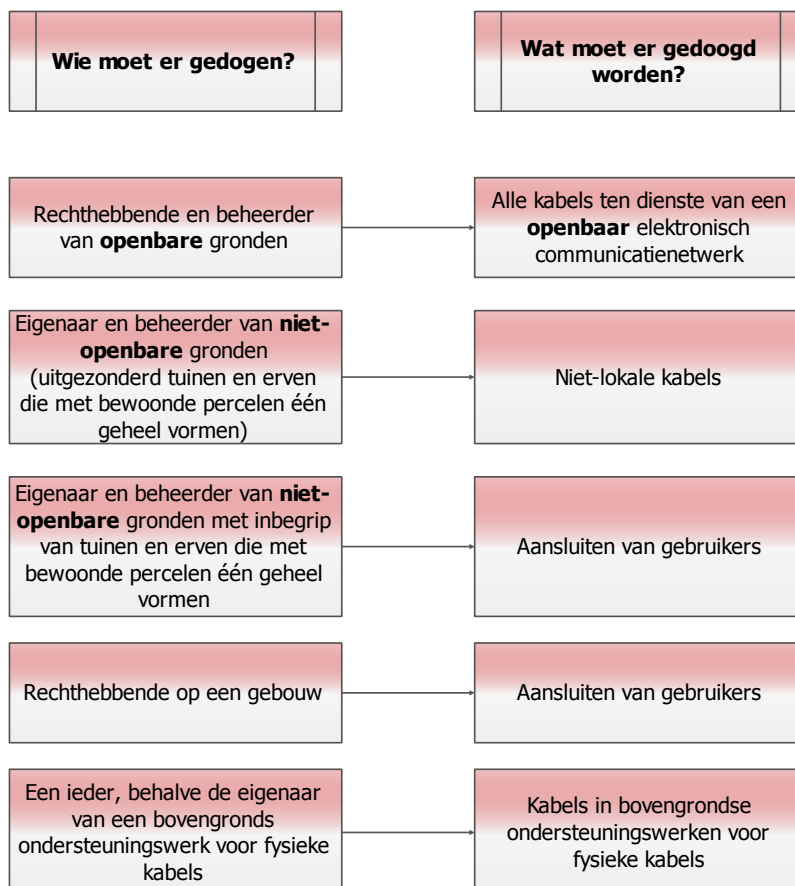 Wie moet er gedogen?
Wat moet er gedoogd
worden?
Rechthebbende en beheerder
van openbare gronden
Alle kabels ten dienste van een
openbaar elektronisch
communicatienetwerk
Eigenaar en beheerder van niet-
openbare gronden
(uitgezonderd tuinen en erven
die met bewoonde percelen één
geheel vormen)
Niet-lokale kabels
Eigenaar en beheerder van niet-
openbare gronden met inbegrip
van tuinen en erven die met
bewoonde percelen één geheel
vormen
Aansluiten van gebruikers
Rechthebbende op een gebouw
Aansluiten van gebruikers
Een ieder, behalve de eigenaar
van een bovengronds
ondersteuningswerk voor fysieke
kabels
Kabels in bovengrondse
ondersteuningswerken voor
fysieke kabels